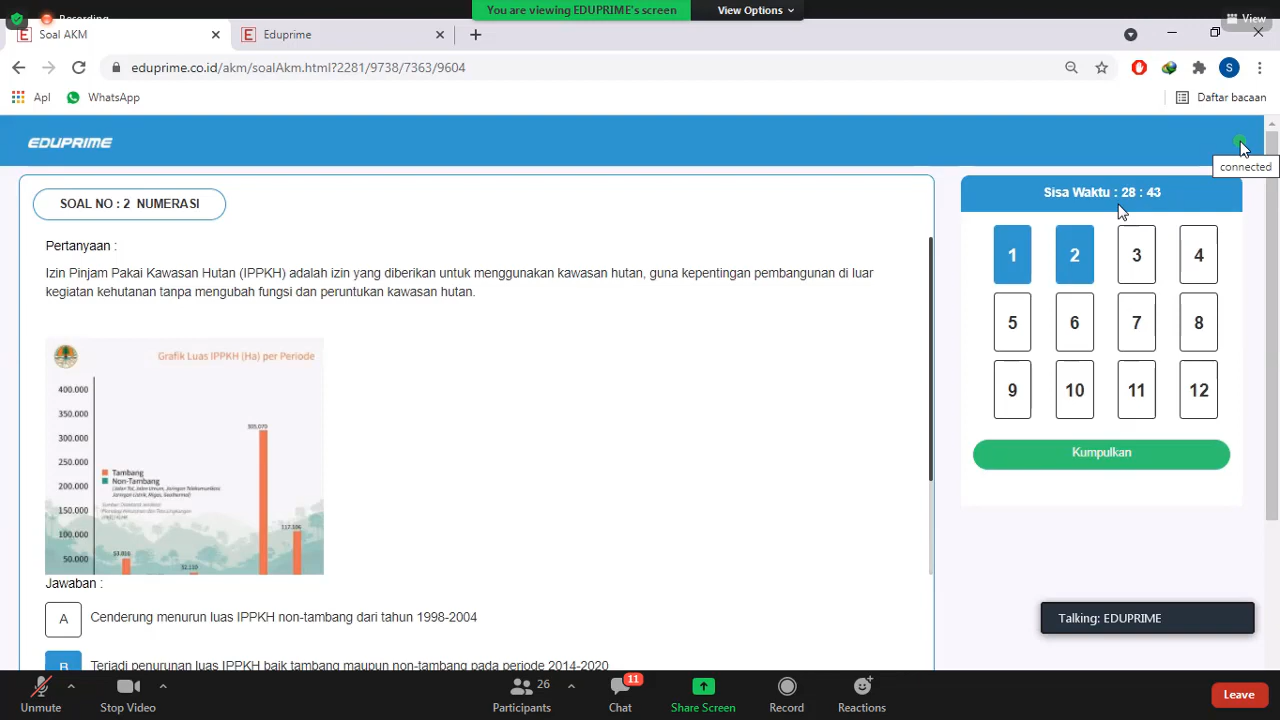 Recording
You are viewing EDUPRIME's screen
View Options
View
Soal AKM
Eduprime
eduprime.co.id/akm/soalAkm.html?2281/9738/7363/9604
S
Apl
WhatsApp
Daftar bacaan
EDUPRIME
connected
SOAL NO : 2 NUMERASI
Sisa Waktu : 28 : 43
Pertanyaan :
Izin Pinjam Pakai Kawasan Hutan (IPPKH) adalah izin yang diberikan untuk menggunakan kawasan hutan, guna kepentingan pembangunan di luar
kegiatan kehutanan tanpa mengubah fungsi dan peruntukan kawasan hutan.
1 2 3 4
5 6 7 8
9 10 11 12
Kumpulkan
Grafik Luas IPPKH (Ha) per Periode
400.000
350.000
300.000
250.000
200.000
150.000
100.000
50.000
Tambang
Non-Tambang
Jawaban :
A Cenderung menurun luas IPPKH non-tambang dari tahun 1998-2004
B Terjadi penurunan luas IPPKH baik tambang maupun non-tambang pada periode 2014-2020
Talking: EDUPRIME
Unmute
Stop Video
26
Participants
11
Chat
Share Screen
Record
Reactions
Leave